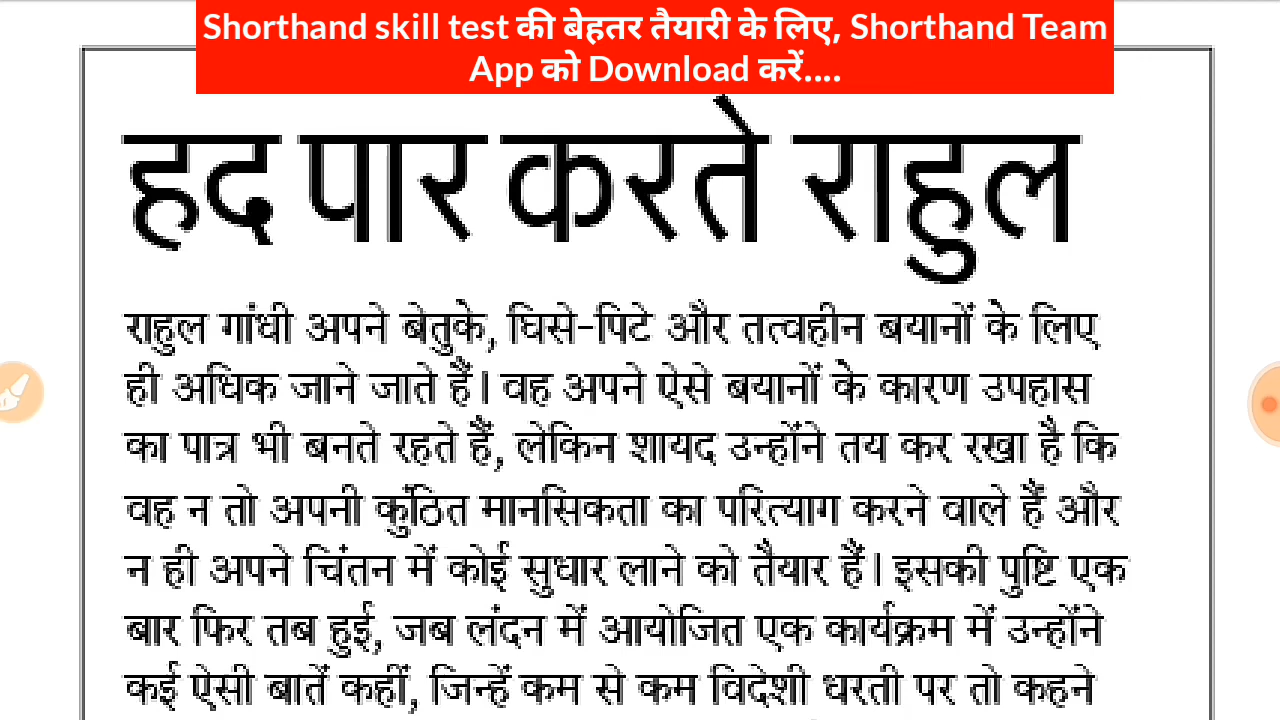 Shorthand skill test की बेहतर तैयारी के लिए, Shorthand Team
App को Download करें....
हद पार करते राहुल
राहुल गांधी अपने बेतुके, घिसे-पिटे और तत्वहीन बयानों के लिए
ही अधिक जाने जाते हैं। वह अपने ऐसे बयानों के कारण उपहास
का पात्र भी बनते रहते हैं, लेकिन शायद उन्होंने तय कर रखा है कि
वह न तो अपनी कुंठित मानसिकता का परित्याग करने वाले हैं और
न ही अपने चिंतन में कोई सुधार लाने को तैयार हैं। इसकी पुष्टि एक
बार फिर तब हुई, जब लंदन में आयोजित एक कार्यक्रम में उन्होंने
कई ऐसी बातें कहीं, जिन्हें कम से कम विदेशी धरती पर तो कहने